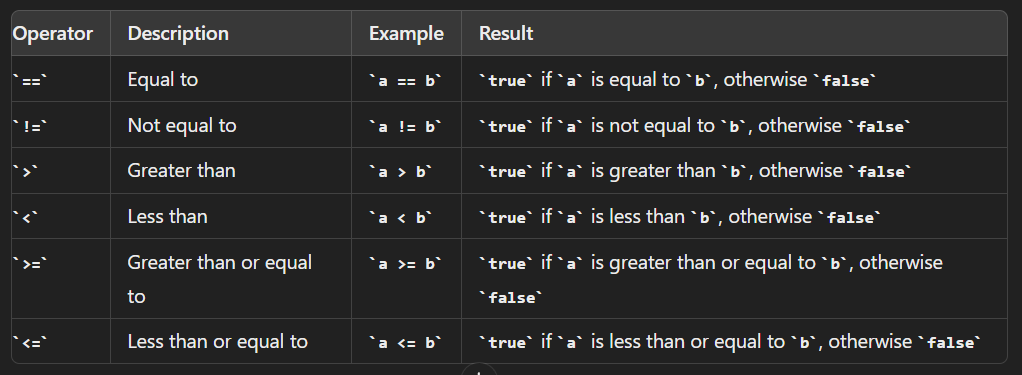 Operator Description Example Result
`==` Equal to `a == b` `true` if `a` is equal to `b`, otherwise `false`
`!=` Not equal to `a != b` `true` if `a` is not equal to `b`, otherwise `false`
`>` Greater than `a > b` `true` if `a` is greater than `b`, otherwise `false`
`<` Less than `a < b` `true` if `a` is less than `b`, otherwise `false`
`>=` Greater than or equal to `a >= b` `true` if `a` is greater than or equal to `b`, otherwise `false`
`<=` Less than or equal to `a <= b` `true` if `a` is less than or equal to `b`, otherwise `false`